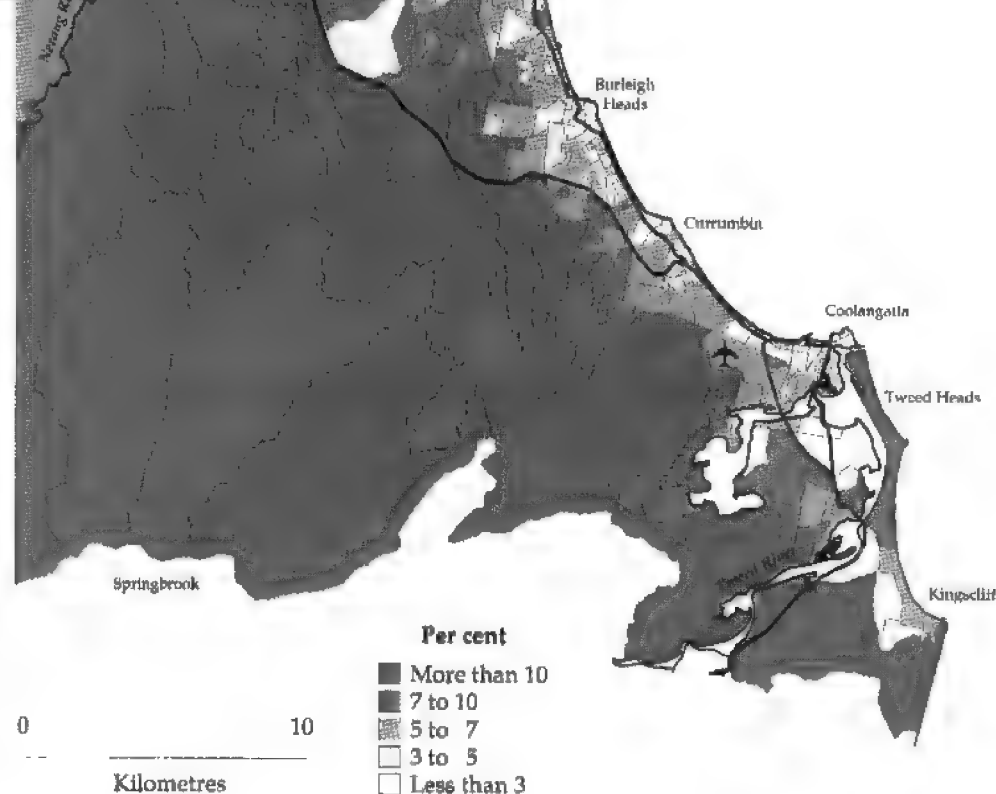 Nerang R
Burleigh
Heads
Currumbin
Coolangatta
Tweed Heads
Springbrook
Tweed River
Kingscliff
Per cent
More than 10
7 to 10
5 to 7
3 to 5
Less than 3
0 10
Kilometres